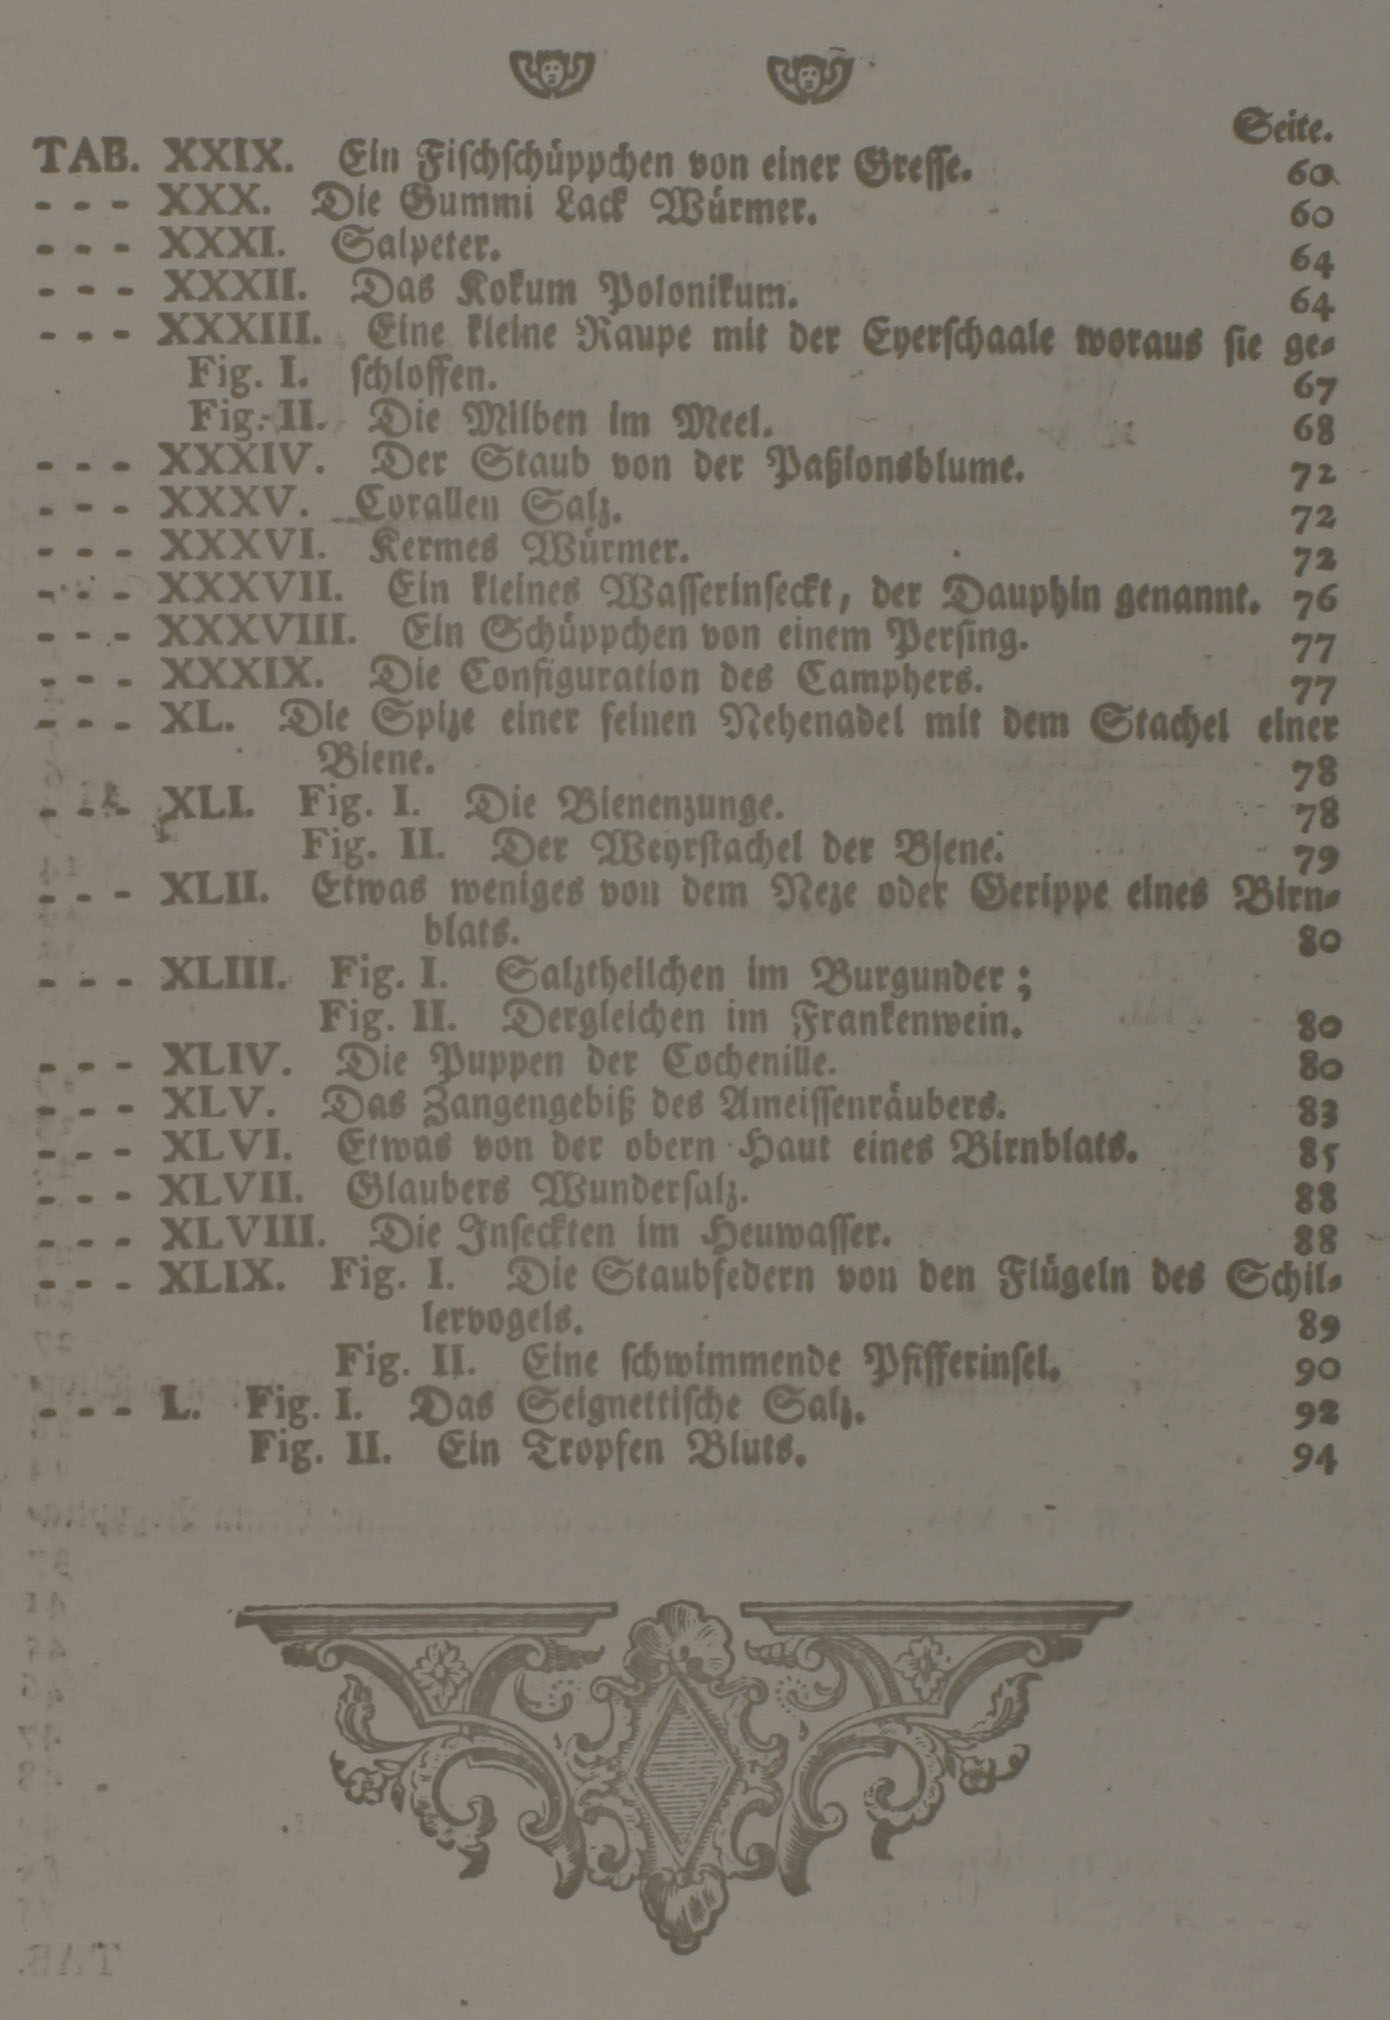 Seite.
TAB. XXIX. Ein Fischschüppchen von einer Gresse. 60
- - - XXX. Die Gummi Lack Würmer. 60
- - - XXXI. Salpeter. 64
- - - XXXII. Das Kokum Polonikum. 64
- - - XXXIII. Eine kleine Raupe mit der Eyerschaale woraus sie ge-
Fig. I. schloffen. 67
Fig. II. Die Milben im Meel. 68
- - - XXXIV. Der Staub von der Paßionsblume. 72
- - - XXXV. Corallen Salz. 72
- - - XXXVI. Kermes Würmer. 72
- - - XXXVII. Ein kleines Wasserinseckt, der Dauphin genannt. 76
- - - XXXVIII. Ein Schüppchen von einem Persing. 77
- - - XXXIX. Die Configuration des Camphers. 77
- - - XL. Die Spize einer feinen Nehenadel mit dem Stachel einer
Biene. 78
- - - XLI. Fig. I. Die Bienenzunge. 78
Fig. II. Der Weyrstachel der Biene. 79
- - - XLII. Etwas weniges von dem Neze oder Gerippe eines Birn-
blats. 80
- - - XLIII. Fig. I. Salztheilchen im Burgunder;
Fig. II. Dergleichen im Frankenwein. 80
- - - XLIV. Die Puppen der Cochenille. 80
- - - XLV. Das Zangengebiß des Ameissenräubers. 83
- - - XLVI. Etwas von der obern Haut eines Birnblats. 85
- - - XLVII. Glaubers Wundersalz. 88
- - - XLVIII. Die Inseckten im Heuwasser. 88
- - - XLIX. Fig. I. Die Staubfedern von den Flügeln des Schil-
lervogels. 89
Fig. II. Eine schwimmende Pfifferinsel. 90
- - - L. Fig. I. Das Seignettische Salz. 92
Fig. II. Ein Tropfen Bluts. 94